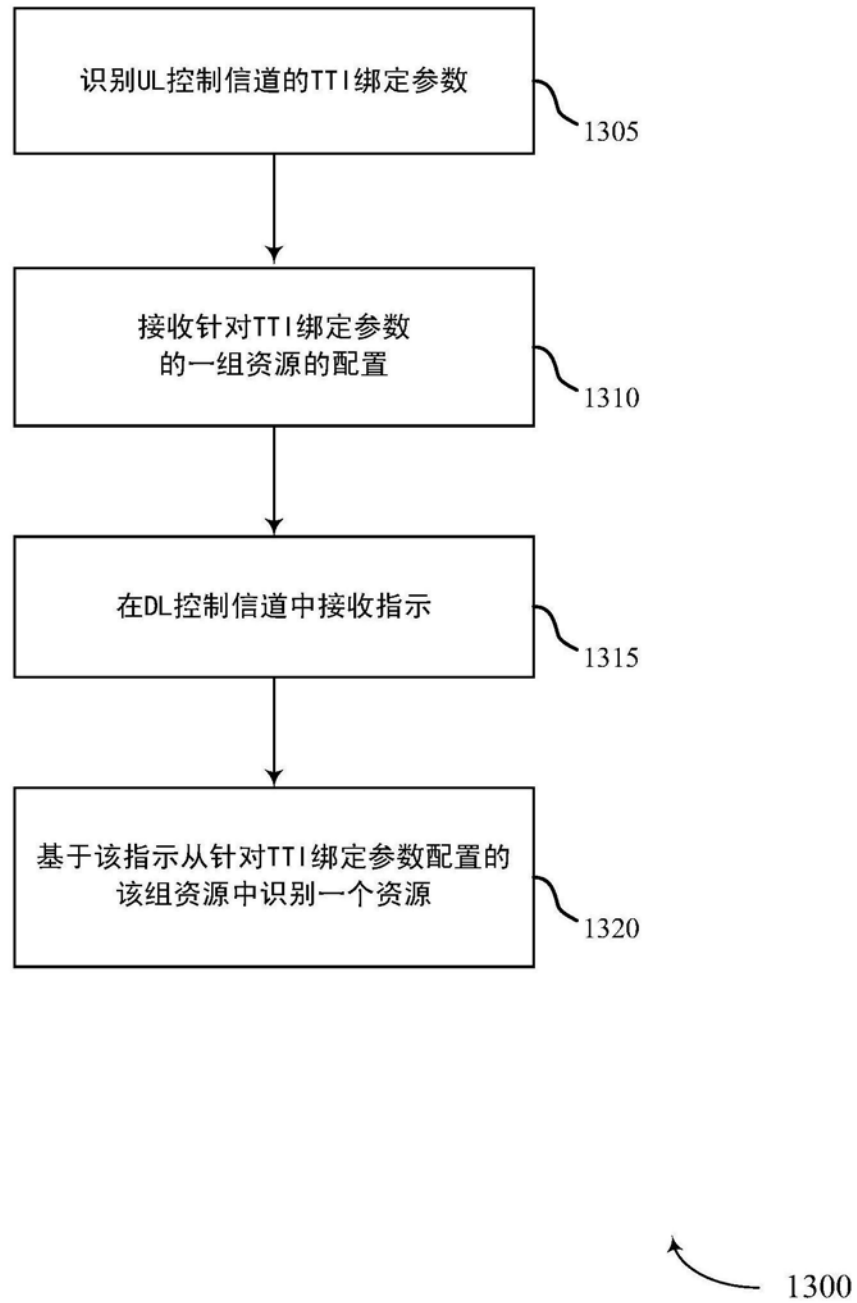 识别UL控制信道的TTI绑定参数
1305
接收针对TTI绑定参数
的一组资源的配置
1310
在DL控制信道中接收指示
1315
基于该指示从针对TTI绑定参数配置的
该组资源中识别一个资源
1320
1300